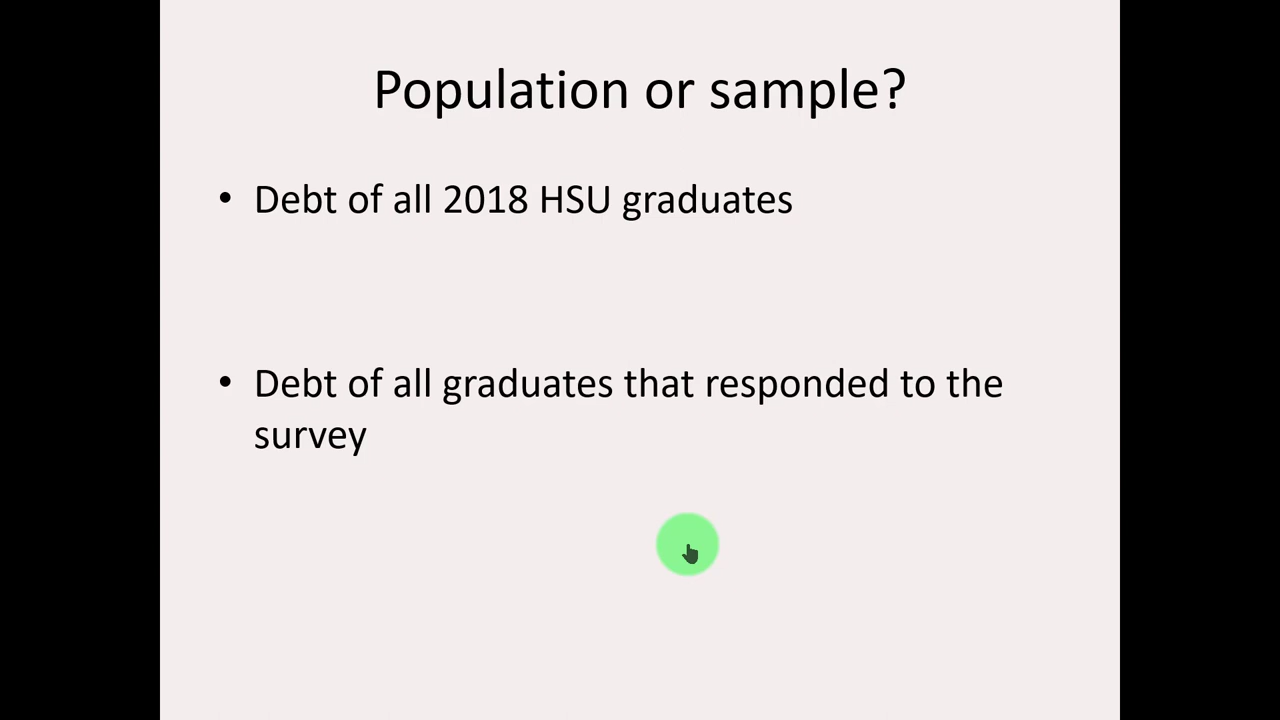 Population or sample?
• Debt of all 2018 HSU graduates
• Debt of all graduates that responded to the
survey